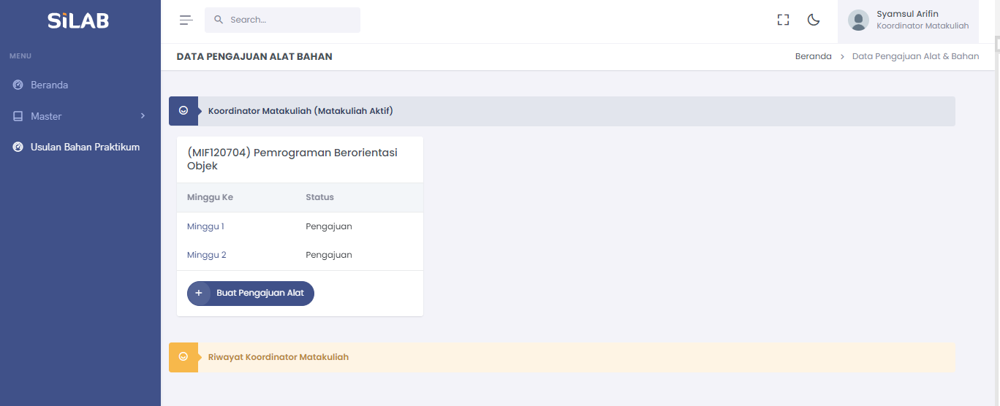 SiLAB
Search...
Syamsul Arifin
Koordinator Matakuliah
MENU
Beranda
Master
Usulan Bahan Praktikum
DATA PENGAJUAN ALAT BAHAN
Beranda > Data Pengajuan Alat & Bahan
Koordinator Matakuliah (Matakuliah Aktif)
(MIF120704) Pemrograman Berorientasi
Objek
Minggu Ke Status
Minggu 1 Pengajuan
Minggu 2 Pengajuan
+ Buat Pengajuan Alat
Riwayat Koordinator Matakuliah